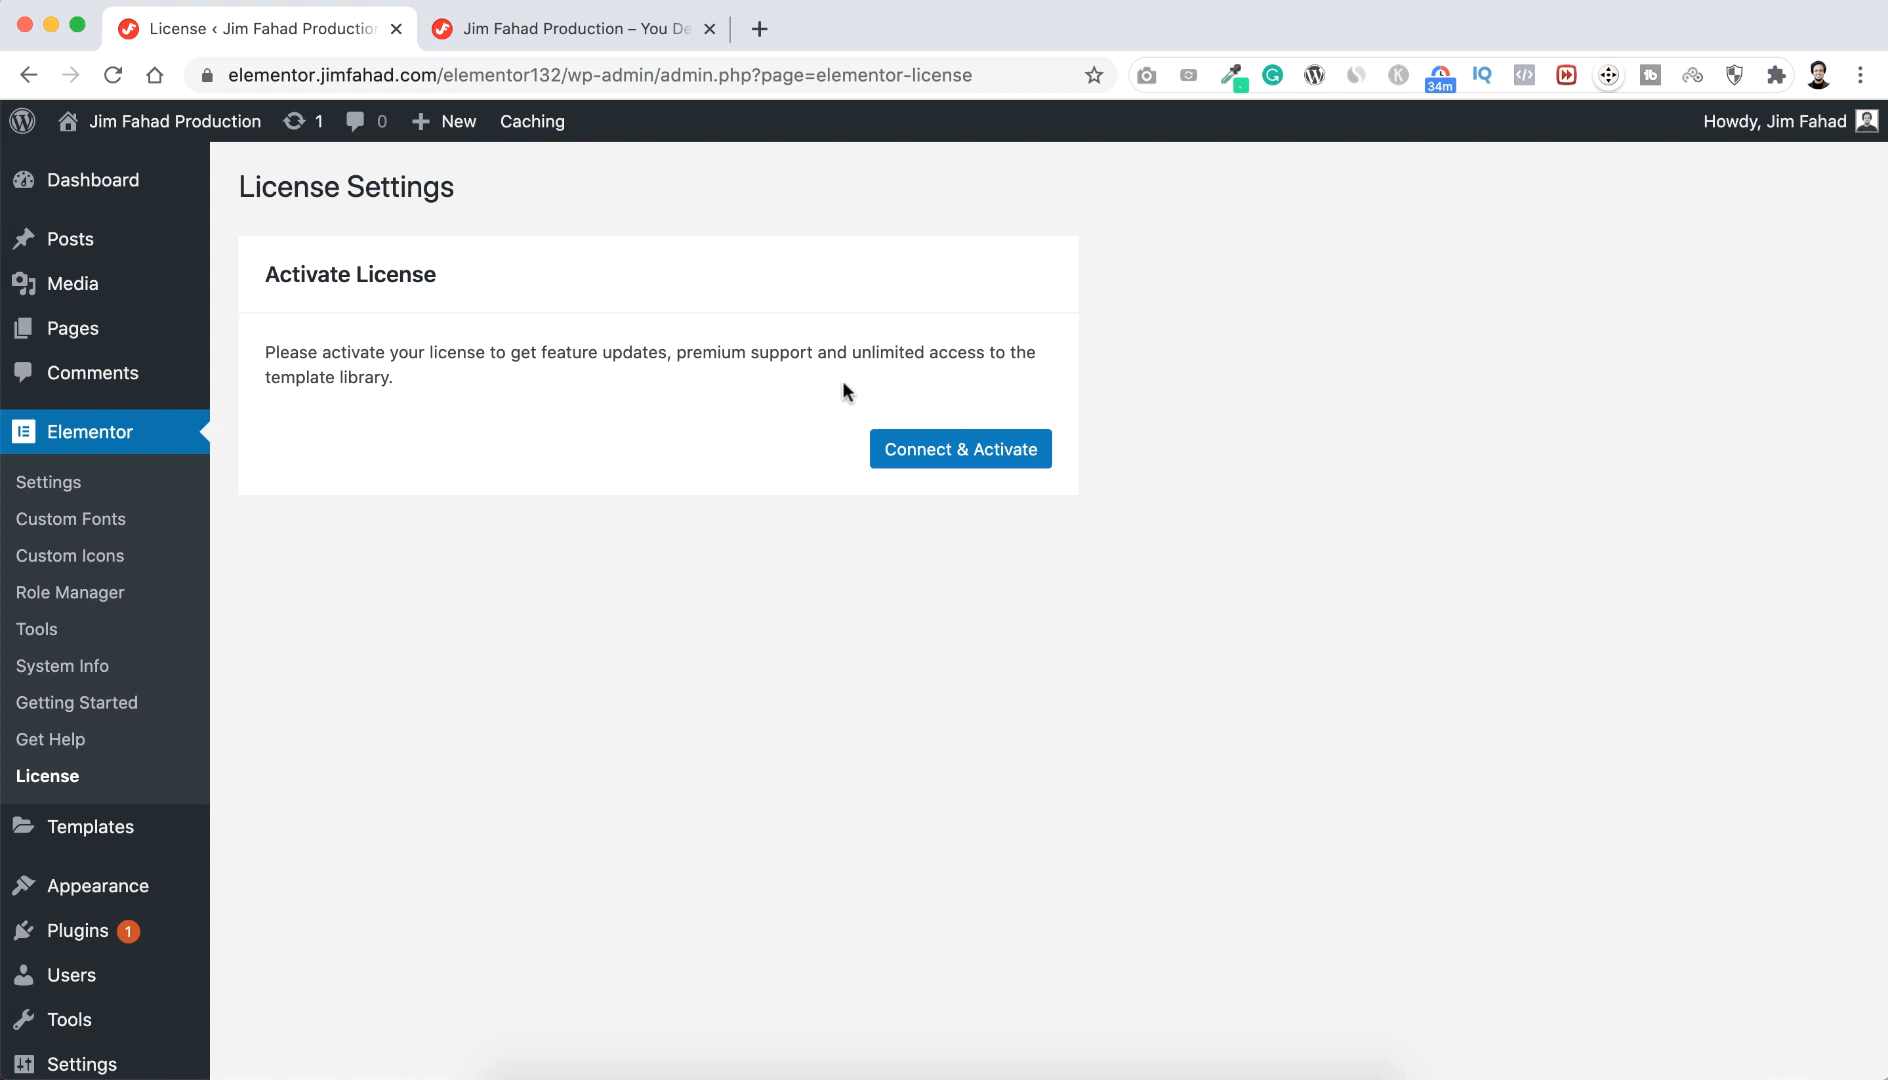 License ‹ Jim Fahad Production
Jim Fahad Production – You De
elementor.jimfahad.com/elementor132/wp-admin/admin.php?page=elementor-license
34m
IQ
K
tb
Jim Fahad Production
1
0
New
Caching
Howdy, Jim Fahad
Dashboard
Posts
Media
Pages
Comments
Elementor
Settings
Custom Fonts
Custom Icons
Role Manager
Tools
System Info
Getting Started
Get Help
License
Templates
Appearance
Plugins 1
Users
Tools
Settings
License Settings
Activate License
Please activate your license to get feature updates, premium support and unlimited access to the
template library.
Connect & Activate